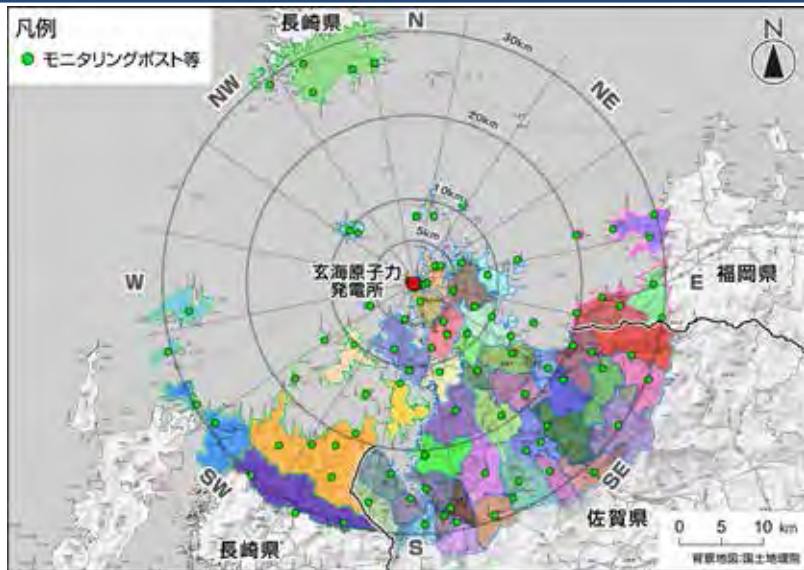 凡例
モニタリングポスト等
長崎県
N
N
30km
NW
NE
20km
10km
5km
玄海原子力
発電所
W
E
福岡県
SW
SE
S
長崎県
佐賀県
0 5 10 km
背景地図:国土地理院